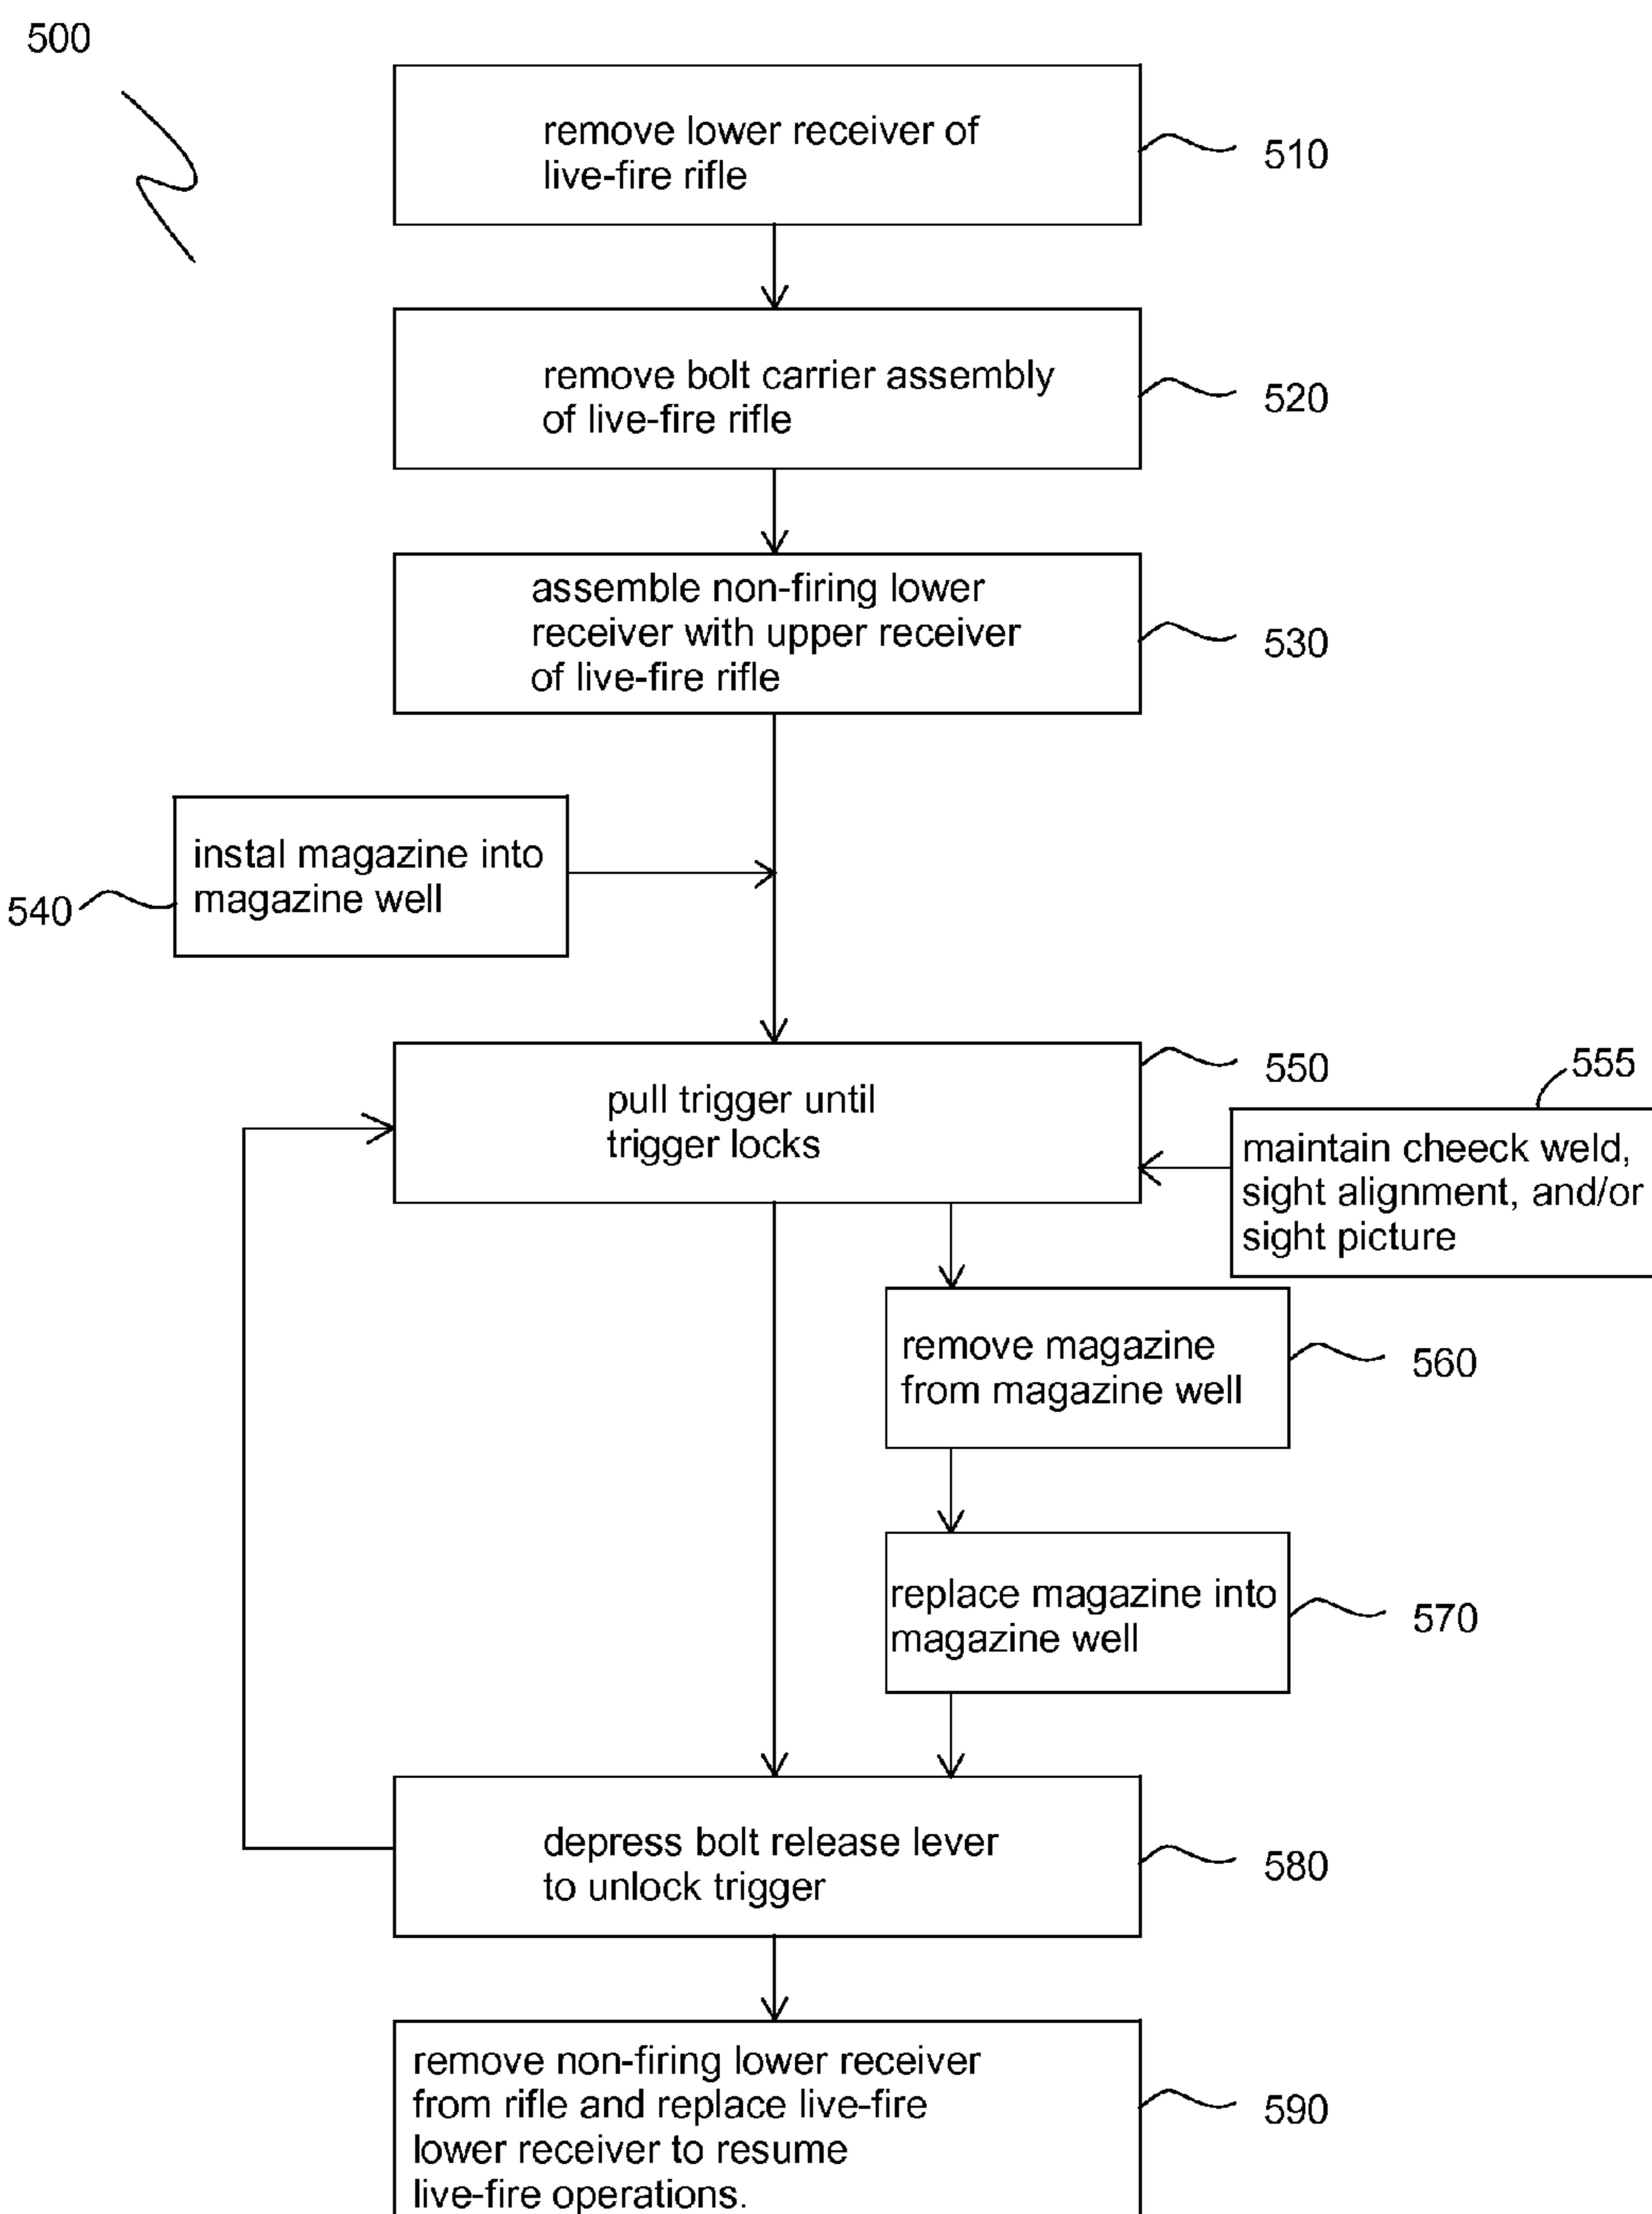 500
remove lower receiver of
live-fire rifle
510
remove bolt carrier assembly
of live-fire rifle
520
assemble non-firing lower
receiver with upper receiver
of live-fire rifle
530
instal magazine into
magazine well
540
pull trigger until
trigger locks
550
555
maintain cheeck weld,
sight alignment, and/or
sight picture
remove magazine
from magazine well
560
replace magazine into
magazine well
570
depress bolt release lever
to unlock trigger
580
remove non-firing lower receiver
from rifle and replace live-fire
lower receiver to resume
live-fire operations.
590